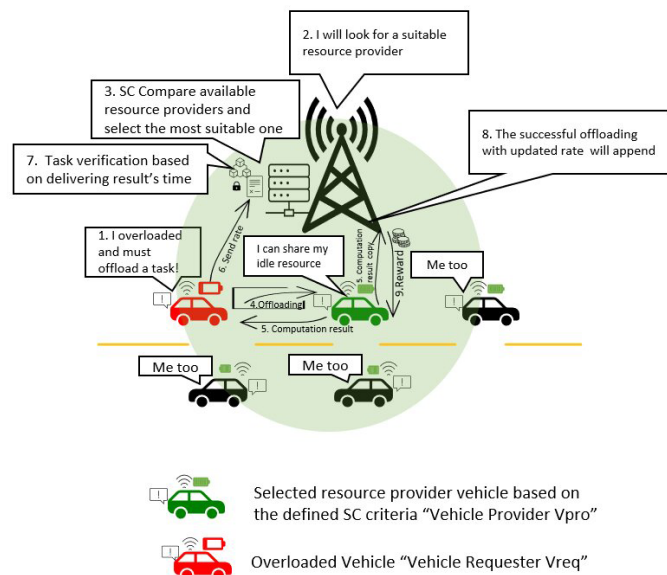 2. I will look for a suitable
resource provider
3. SC Compare available
resource providers and
select the most suitable one
7. Task verification based
on delivering result's time
8. The successful offloading
with updated rate will append
1. I overloaded
and must
offload a task!
6. Send rate
I can share my
idle resource
5. Computation
result copy
9.Reward
Me too
4.Offloading
5. Computation result
Me too
Me too
Selected resource provider vehicle based on
the defined SC criteria “Vehicle Provider Vpro”
Overloaded Vehicle “Vehicle Requester Vreq”